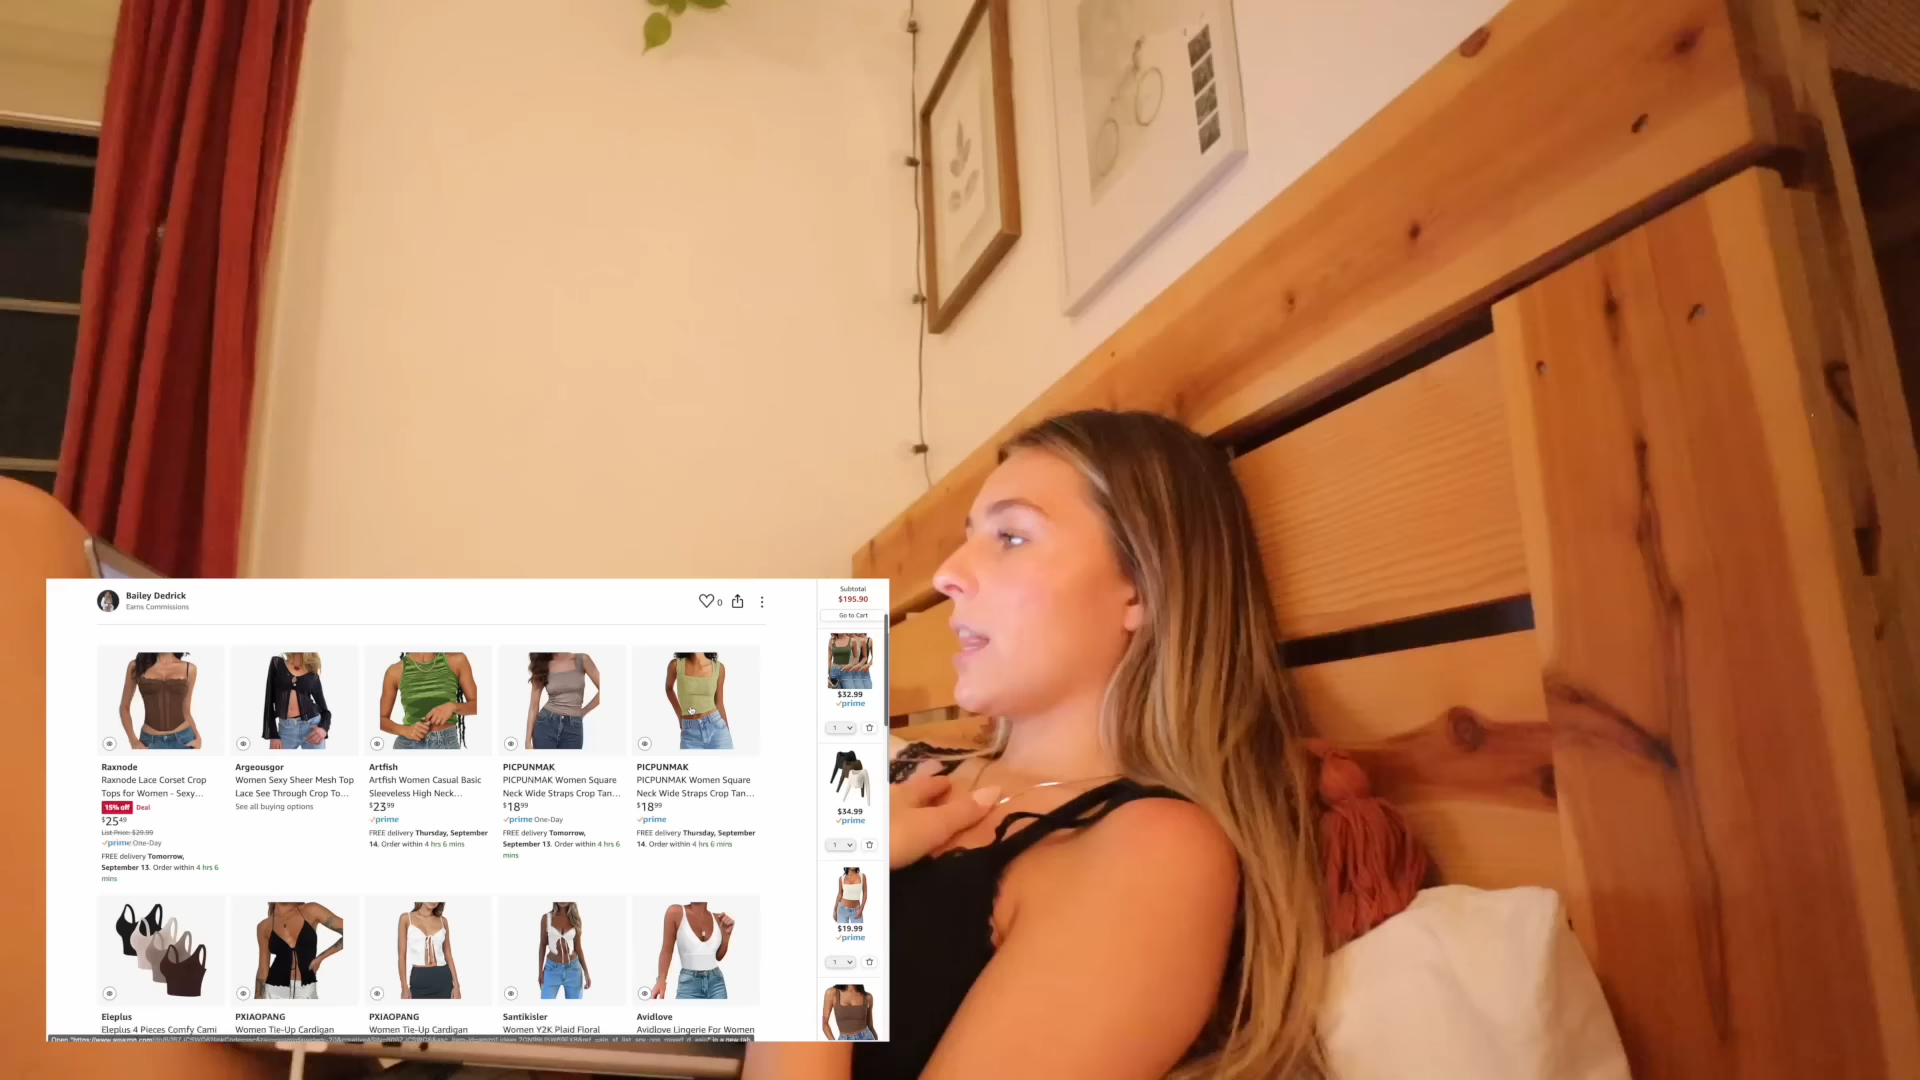 Bailey Dedrick
Earns Commissions
0
Subtotal
$195.90
Go to Cart
Raxnode
Raxnode Lace Corset Crop
Tops for Women - Sexy...
15% off Deal
$25 49
List Price: $29.99
prime One-Day
FREE delivery Tomorrow,
September 13. Order within 4 hrs 6
mins
Argeousgor
Women Sexy Sheer Mesh Top
Lace See Through Crop To...
See all buying options
Artfish
Artfish Women Casual Basic
Sleeveless High Neck...
$23 99
prime
FREE delivery Thursday, September
14. Order within 4 hrs 6 mins
PICPUNMAK
PICPUNMAK Women Square
Neck Wide Straps Crop Tan...
$18 99
prime One-Day
FREE delivery Tomorrow,
September 13. Order within 4 hrs 6
mins
PICPUNMAK
PICPUNMAK Women Square
Neck Wide Straps Crop Tan...
$18 99
prime
FREE delivery Thursday, September
14. Order within 4 hrs 6 mins
$32.99
prime
1
$34.99
prime
1
$19.99
prime
1
Eleplus
Eleplus 4 Pieces Comfy Cami
PXIAOPANG
Women Tie-Up Cardigan
PXIAOPANG
Women Tie-Up Cardigan
Santikisler
Women Y2K Plaid Floral
Avidlove
Avidlove Lingerie For Women